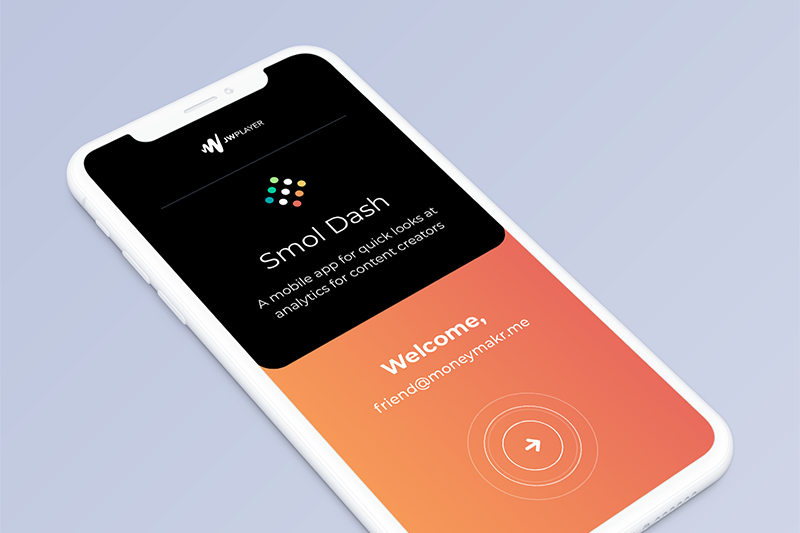 JWPLAYER
Smol Dash
A mobile app for quick looks at
analytics for content creators
Welcome,
friend@moneymakr.me